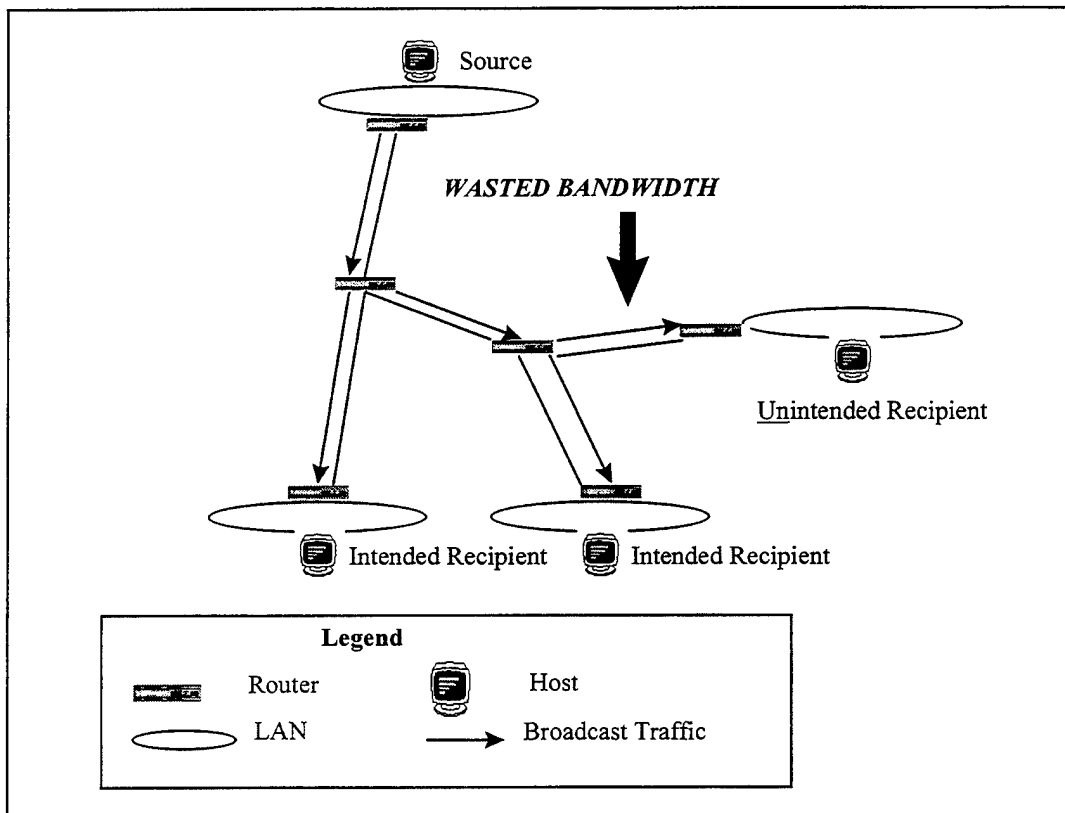 Source
WASTED BANDWIDTH
Unintended Recipient
Intended Recipient
Intended Recipient
Legend
Router
Host
LAN
Broadcast Traffic